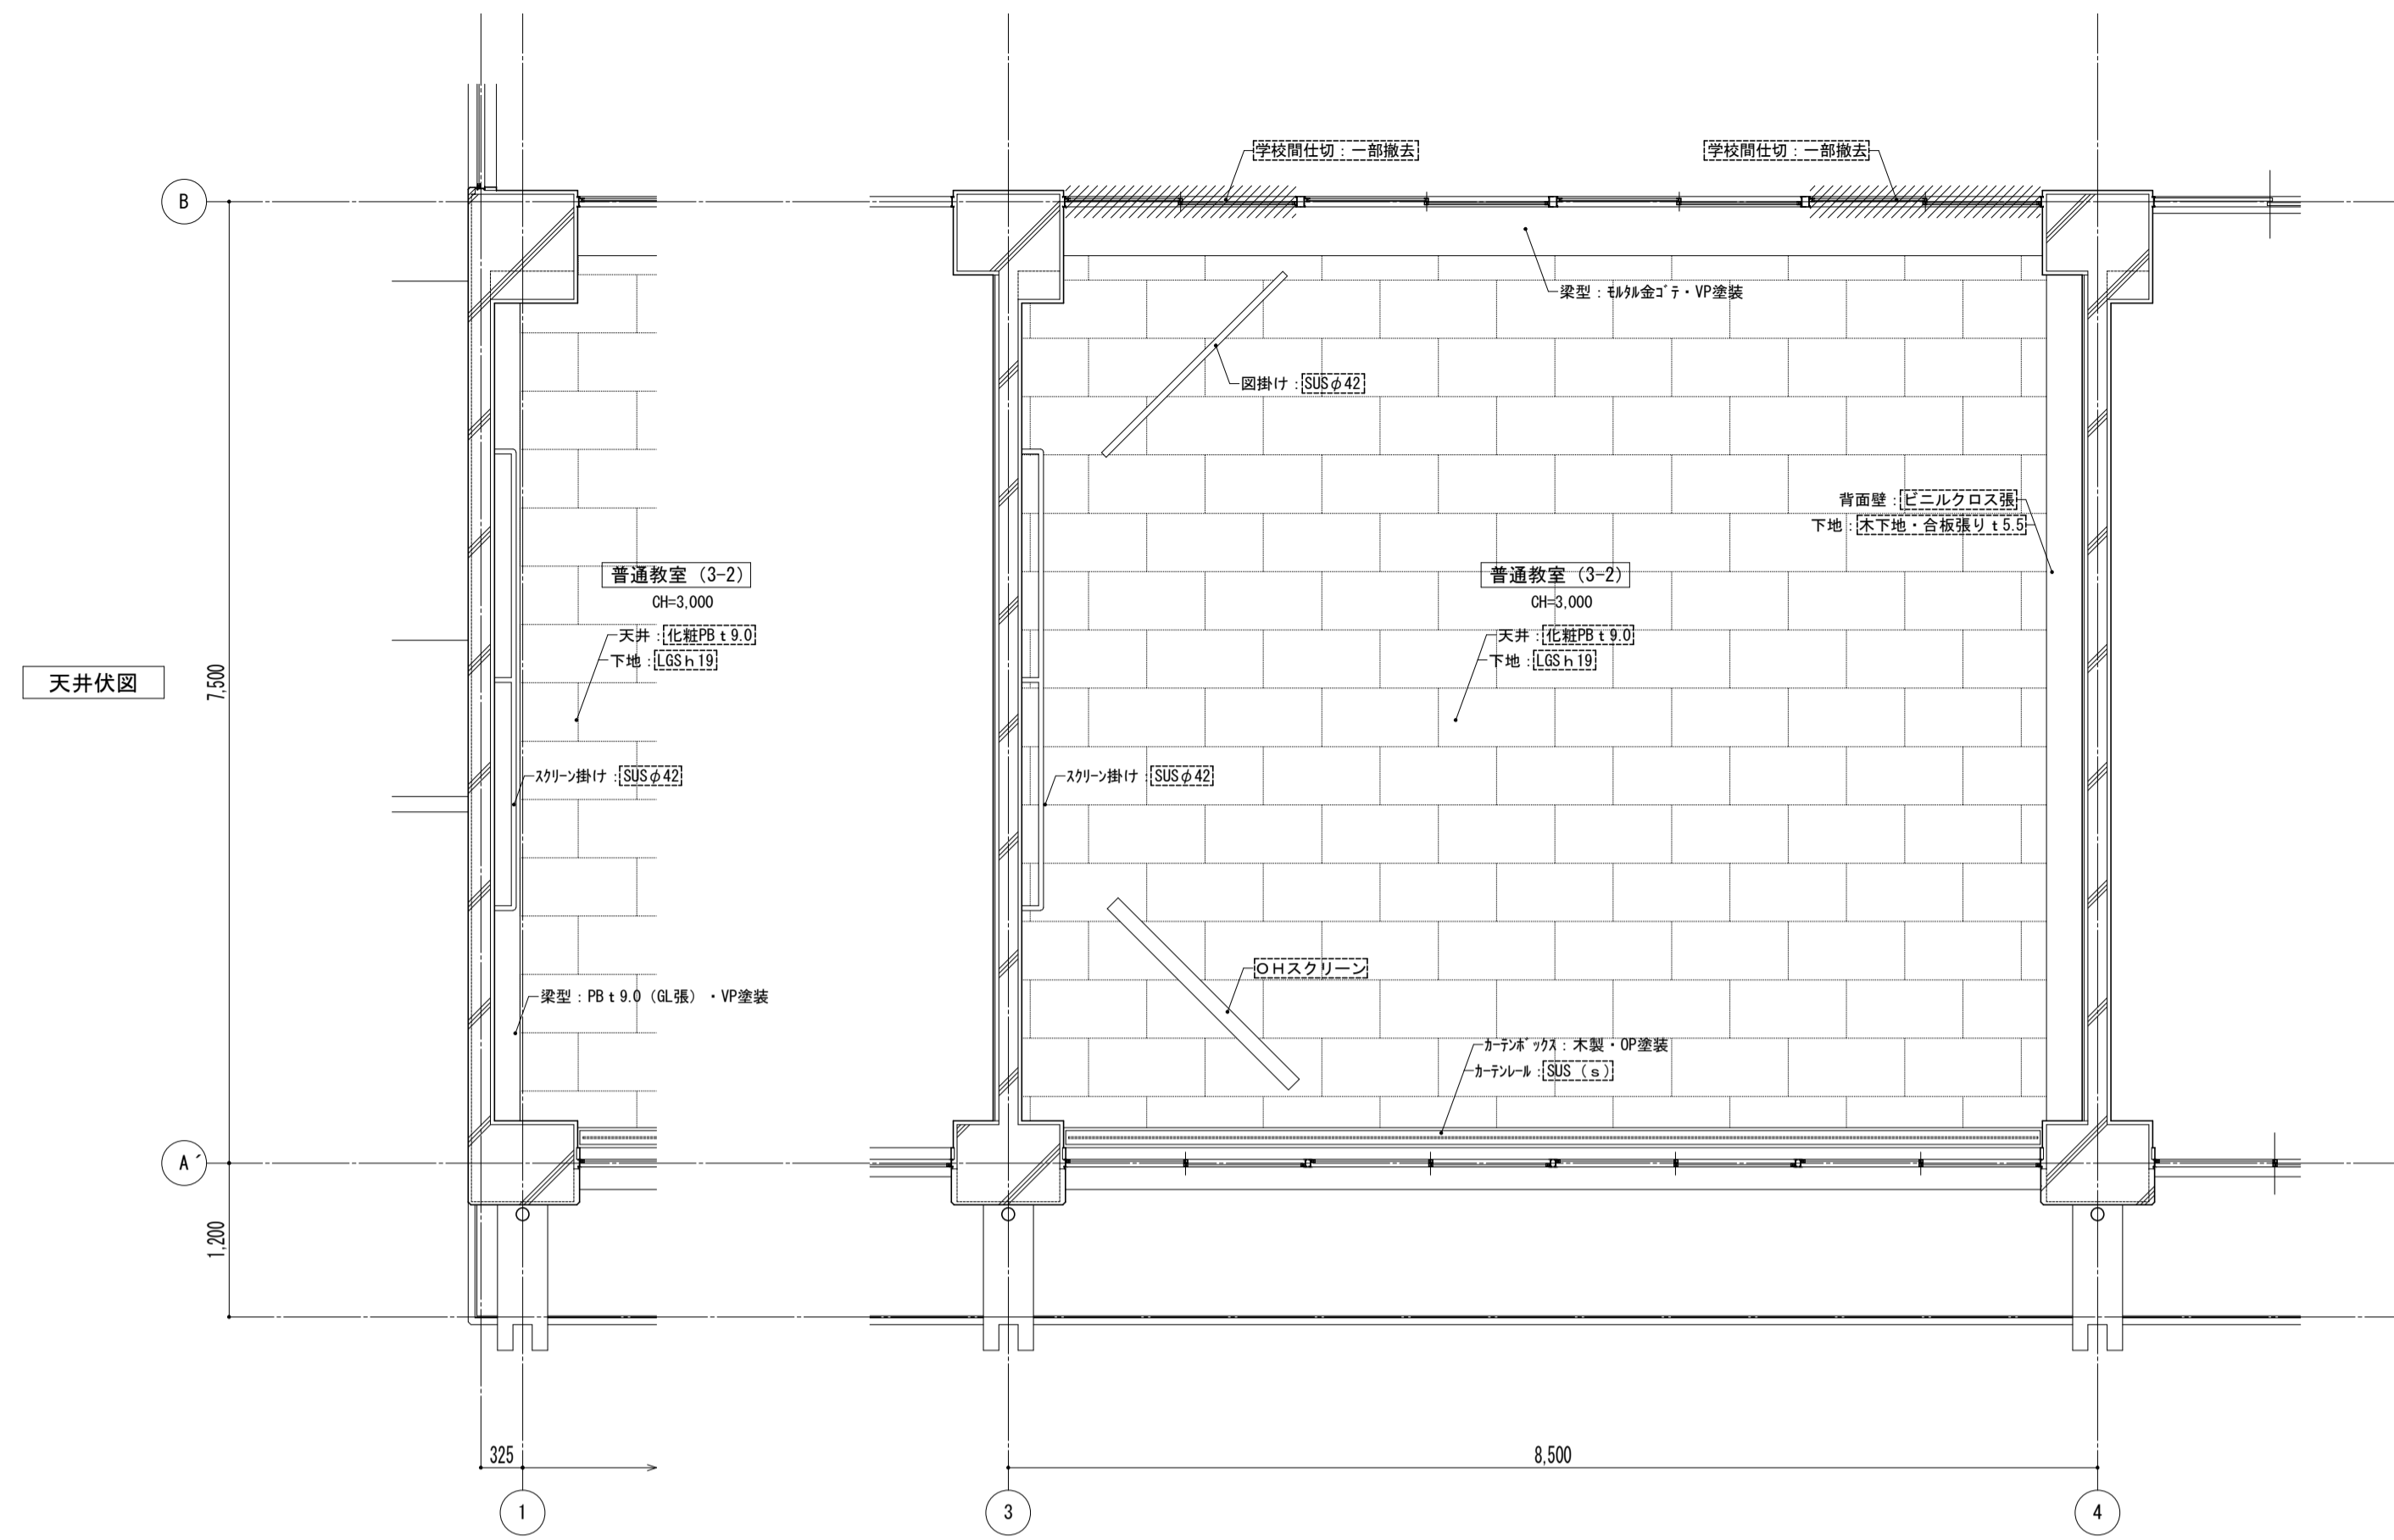 学校間仕切：一部撤去
学校間仕切：一部撤去
B
梁型：ﾓﾙﾀﾙ金ｺﾞﾃ・VP塗装
図掛け：SUSφ42
背面壁：ビニルクロス張
下地：木下地・合板張りｔ5.5
普通教室（3-2）
CH=3,000
天井：化粧PBｔ9.0
下地：LGSｈ19
普通教室（3-2）
CH=3,000
天井：化粧PBｔ9.0
下地：LGSｈ19
天井伏図
7,500
ｽｸﾘｰﾝ掛け：SUSφ42
ｽｸﾘｰﾝ掛け：SUSφ42
OHスクリーン
梁型：PBｔ9.0（GL張）・VP塗装
ｶｰﾃﾝﾎﾞｯｸｽ：木製・OP塗装
ｶｰﾃﾝﾚｰﾙ：SUS（ｓ）
A´
1,200
325
8,500
1
3
4